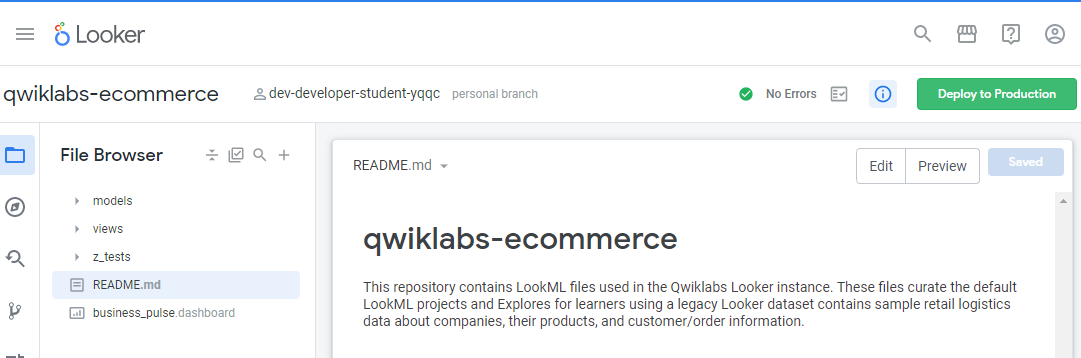 Looker
qwiklabs-ecommerce
dev-developer-student-yqqc personal branch
No Errors
Deploy to Production
File Browser
models
views
z_tests
README.md
business_pulse.dashboard
README.md
Edit
Preview
Saved
qwiklabs-ecommerce
This repository contains LookML files used in the Qwiklabs Looker instance. These files curate the default
LookML projects and Explores for learners using a legacy Looker dataset contains sample retail logistics
data about companies, their products, and customer/order information.